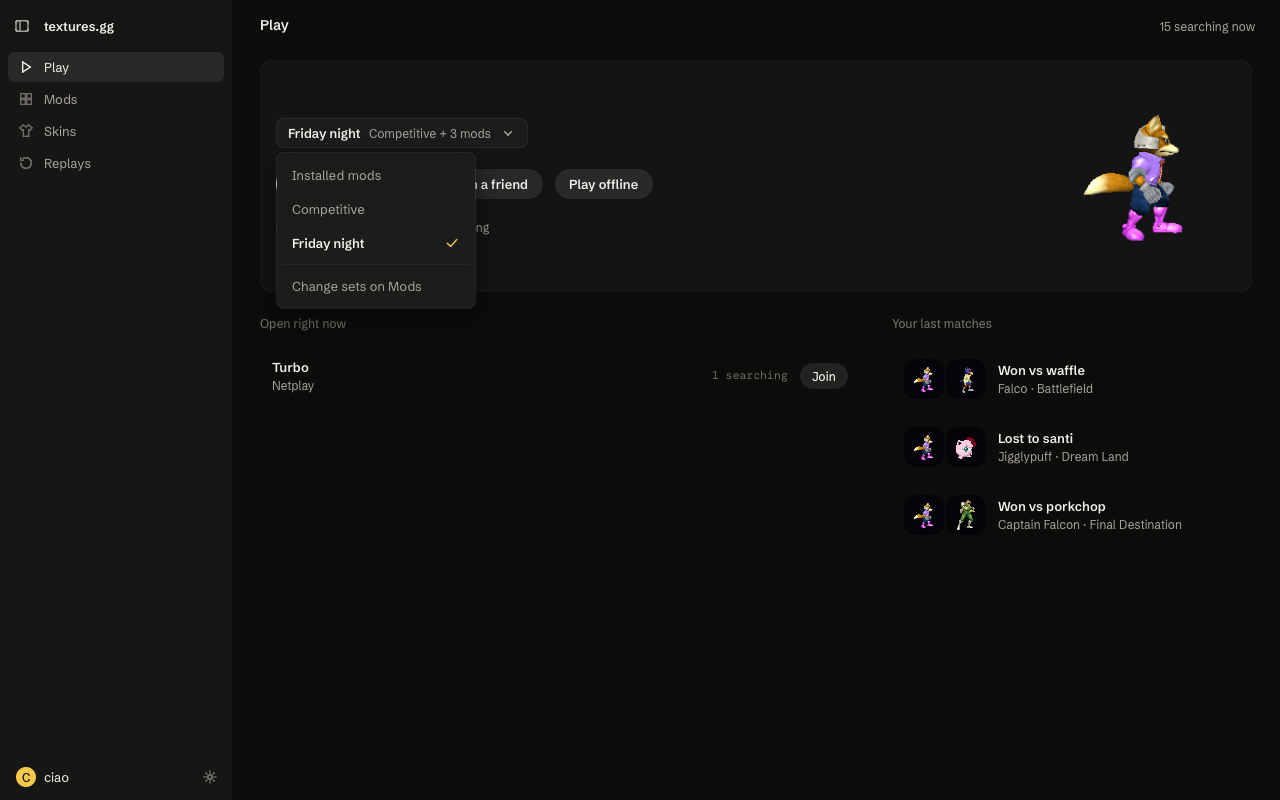 textures.gg
Play
Mods
Skins
Replays
ciao
C
Play
15 searching now
Friday night Competitive + 3 mods
Installed mods
Competitive
Friday night
Change sets on Mods
a friend
Play offline
Open right now
Turbo
Netplay
1 searching
Join
Your last matches
Won vs waffle
Falco · Battlefield
Lost to santi
Jigglypuff · Dream Land
Won vs porkchop
Captain Falcon · Final Destination